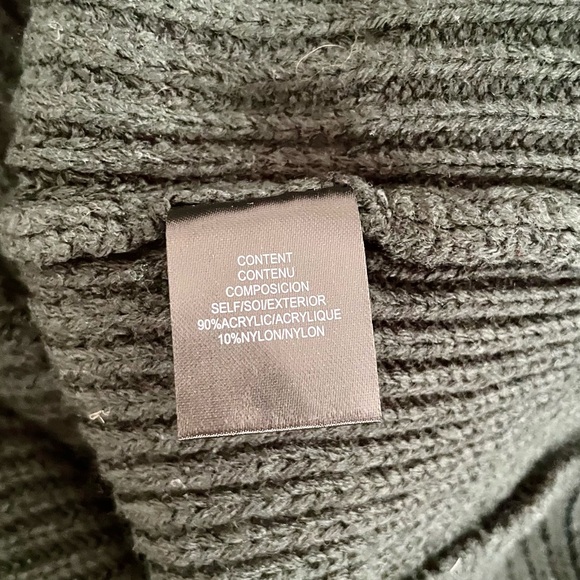 CONTENT
CONTENU
COMPOSICION
SELF/SOI/EXTERIOR
90%ACRYLIC/ACRYLIQUE
10%NYLON/NYLON